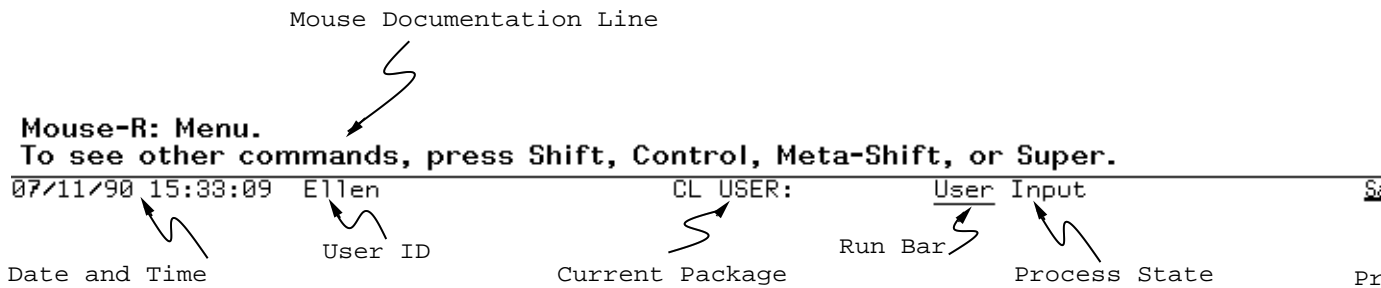 Mouse Documentation Line
Mouse-R: Menu.
To see other commands, press Shift, Control, Meta-Shift, or Super.
07/11/90 15:33:09 Ellen CL USER: User Input
User ID Run Bar
Date and Time Current Package Process State